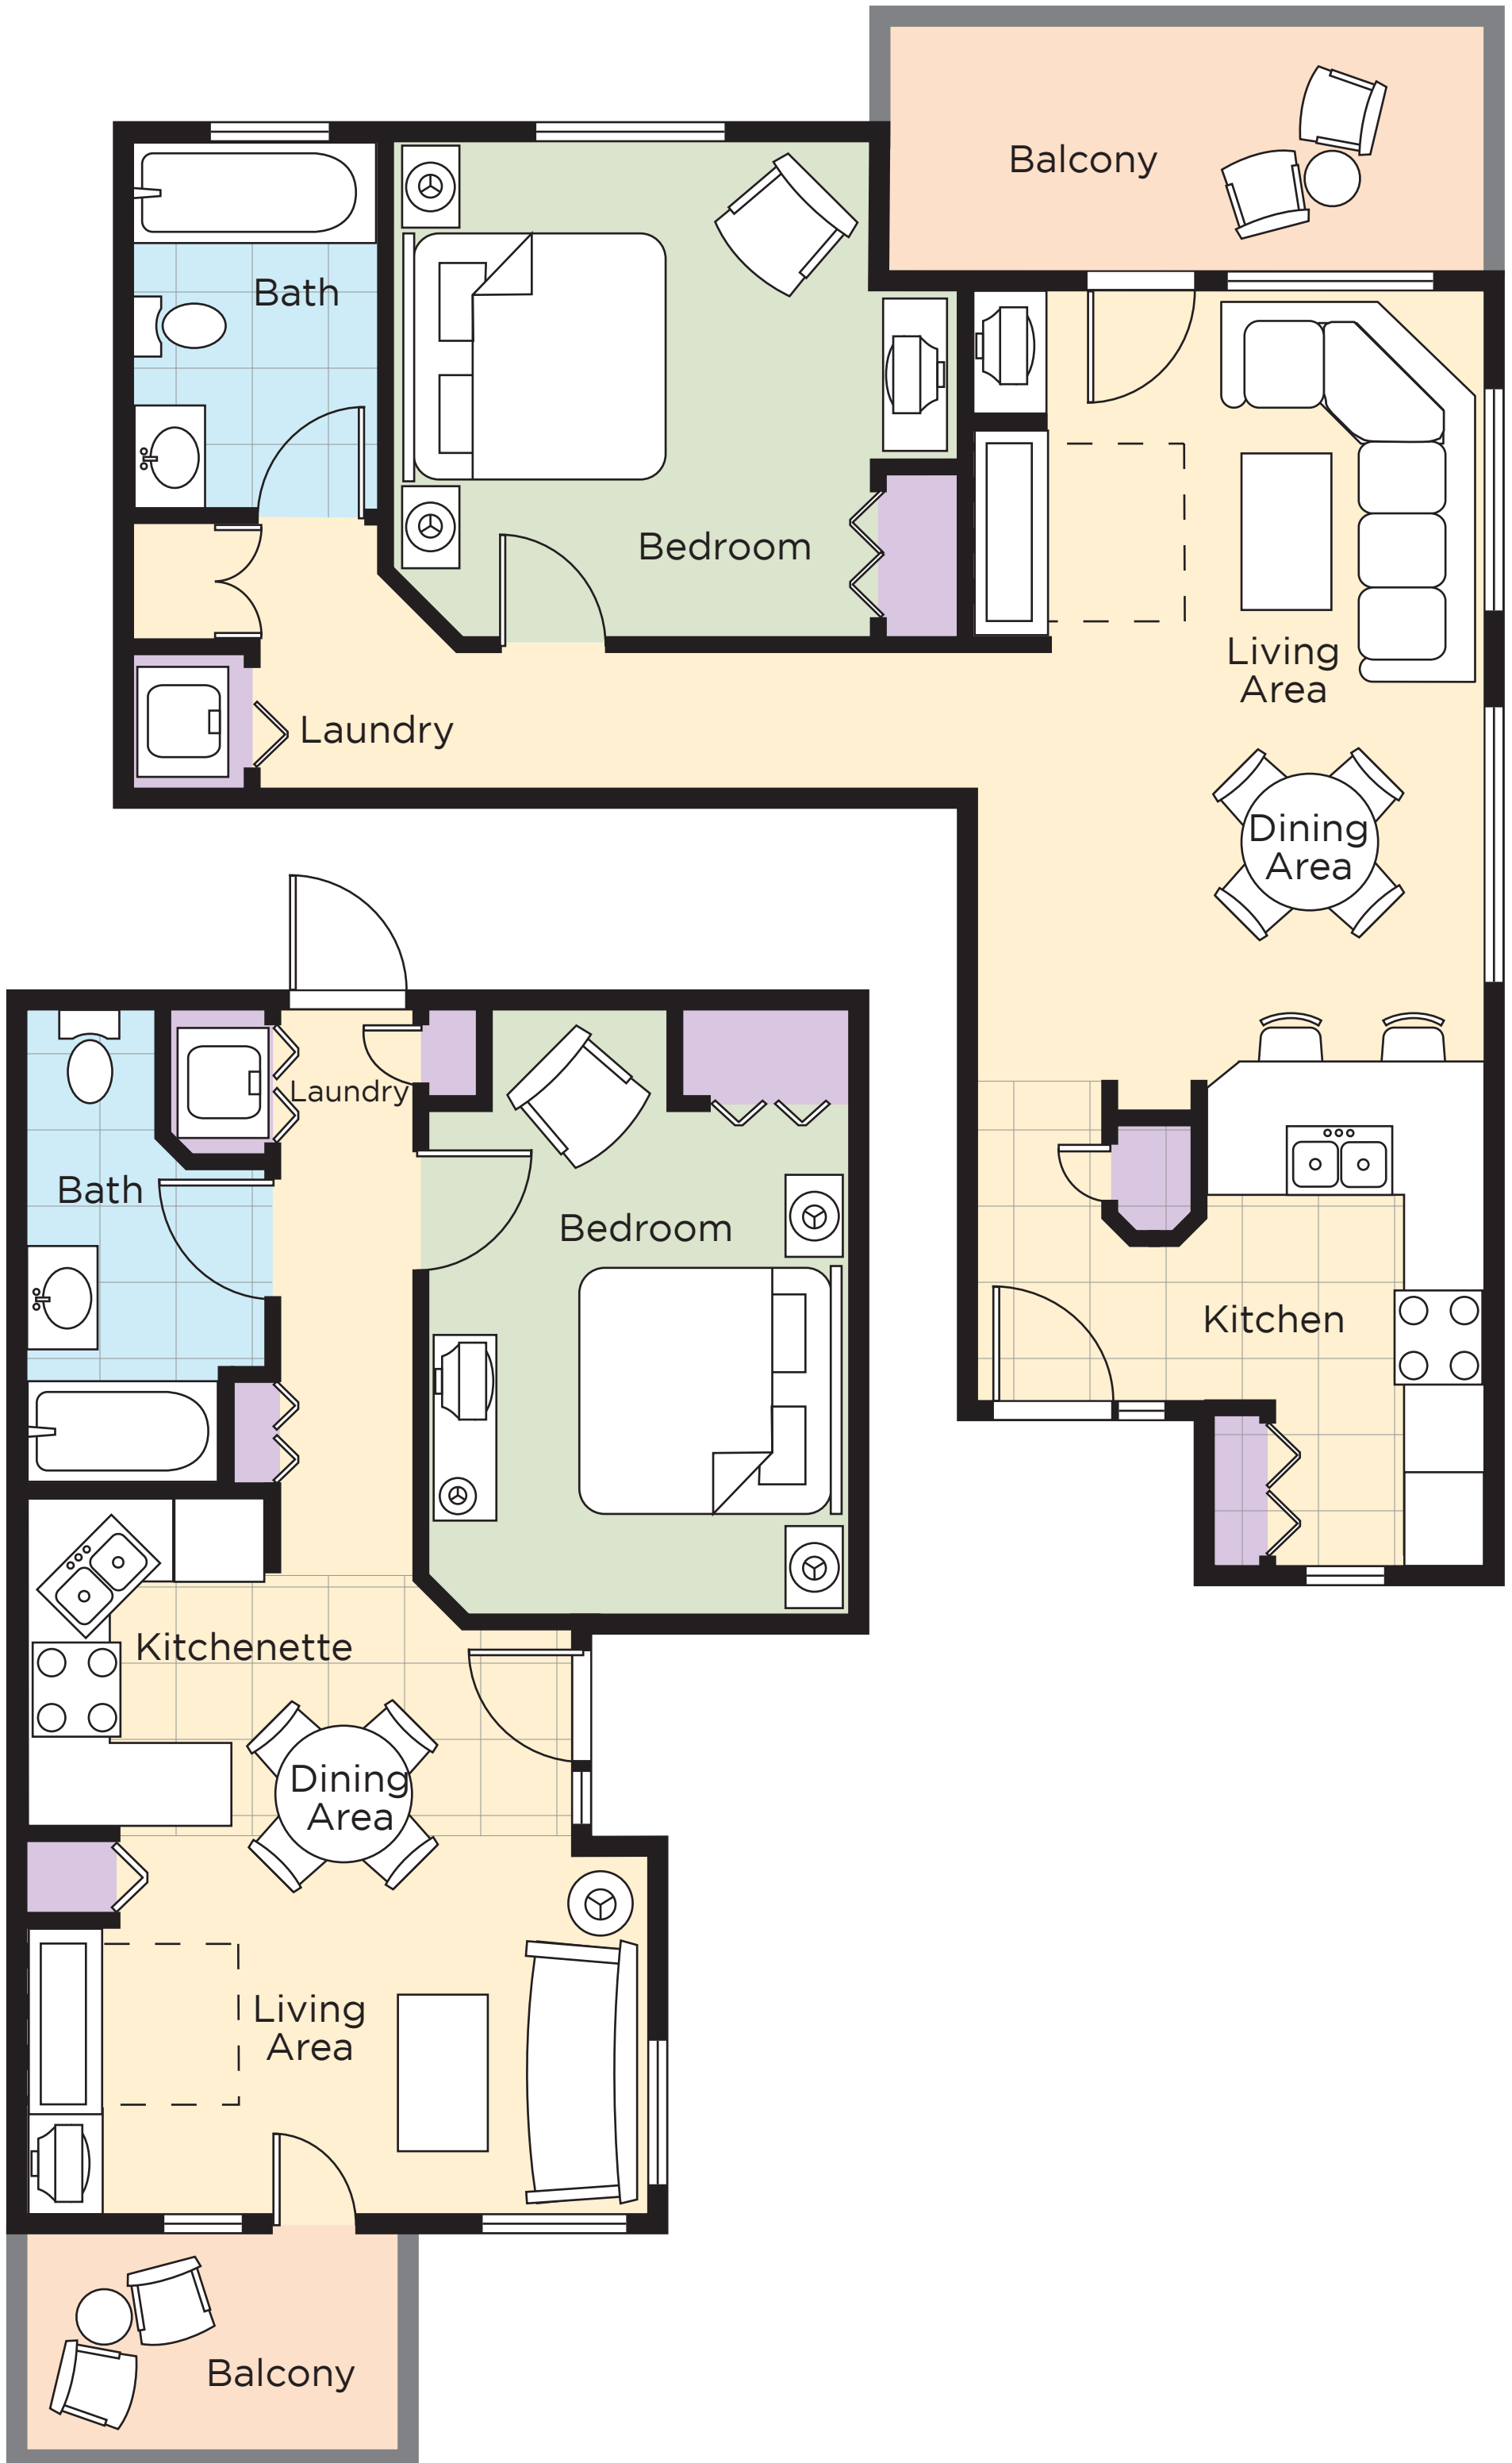 Balcony
Bath
Bedroom
Living
Area
Laundry
Dining
Area
Kitchen
Laundry
Bath
Bedroom
Kitchenette
Dining
Area
Living
Area
Balcony